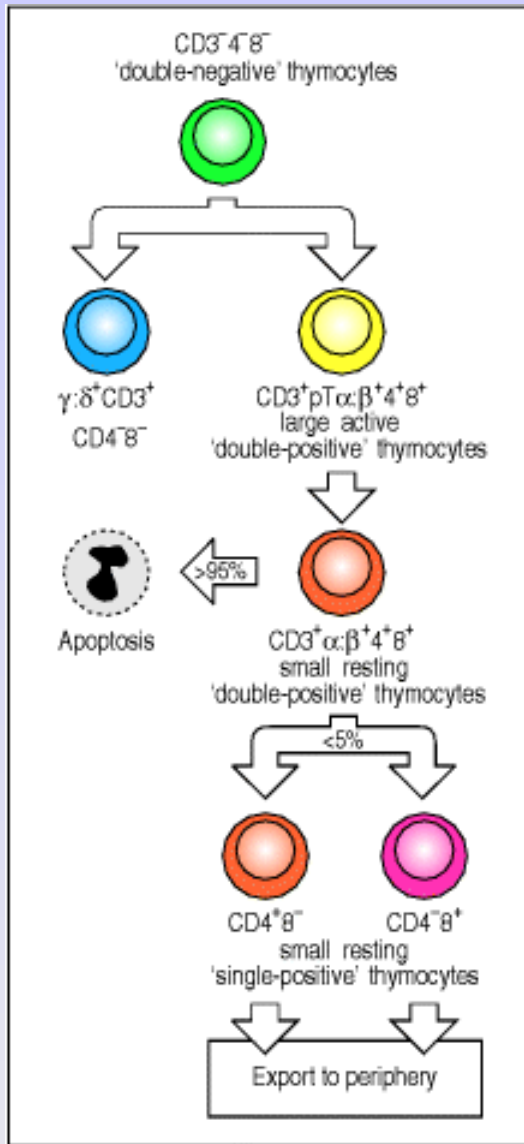 CD3⁻4⁻8⁻
'double-negative' thymocytes
γ:δ⁺CD3⁺
CD4⁻8⁻
CD3⁺pTα:β⁺4⁺8⁺
large active
'double-positive' thymocytes
>95%
Apoptosis
CD3⁺α:β⁺4⁺8⁺
small resting
'double-positive' thymocytes
<5%
CD4⁺8⁻
CD4⁻8⁺
small resting
'single-positive' thymocytes
Export to periphery